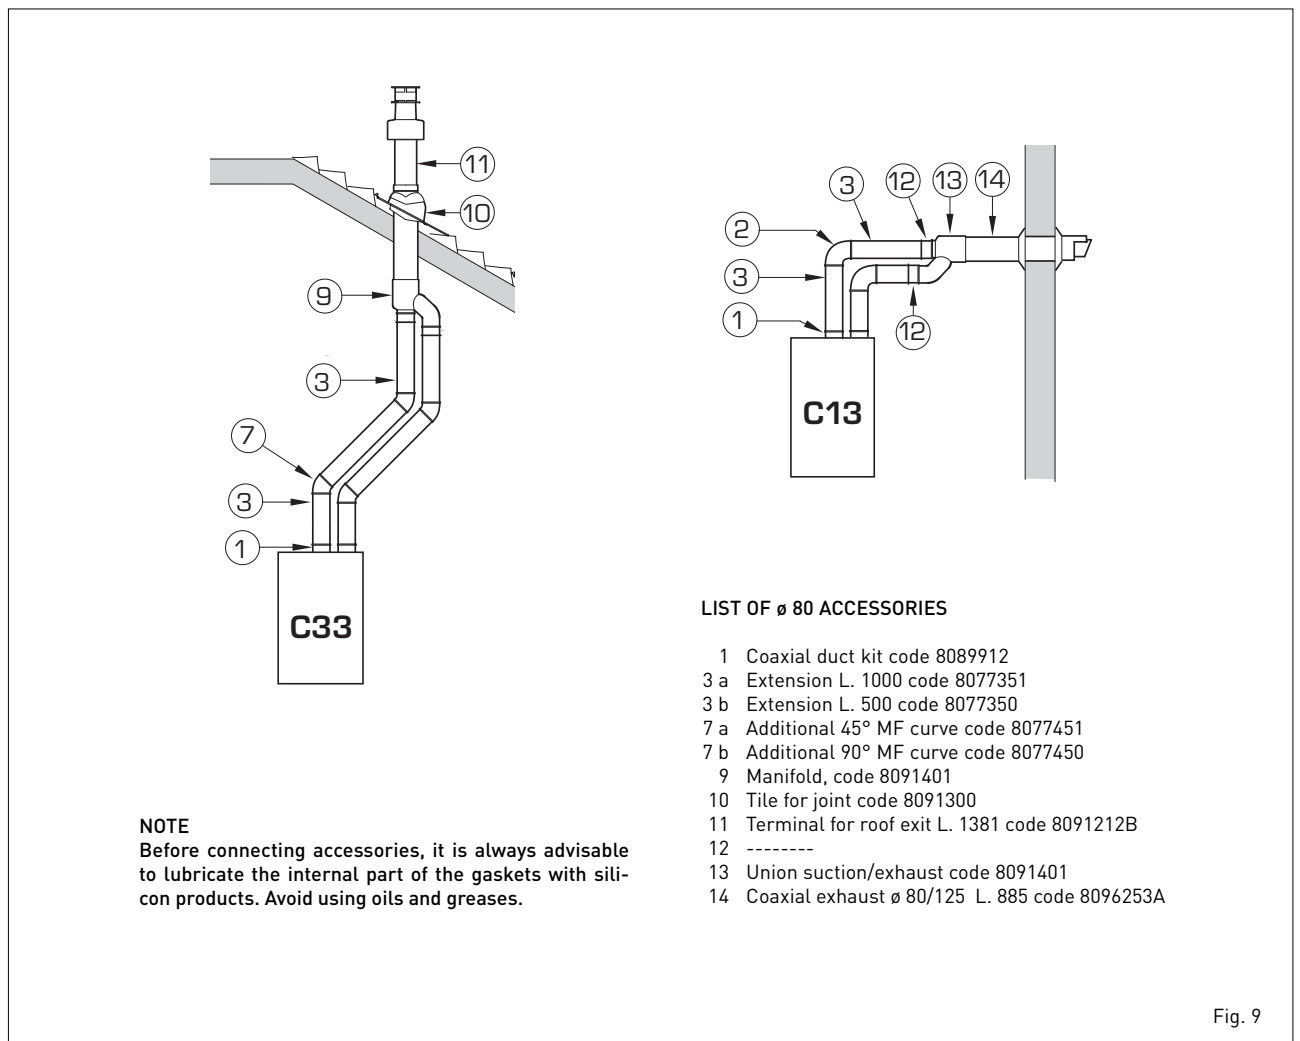 11
10
9
3
7
3
1
C33
3
12
13
14
2
3
1
12
C13
LIST OF ø 80 ACCESSORIES
1 Coaxial duct kit code 8089912
3 a Extension L. 1000 code 8077351
3 b Extension L. 500 code 8077350
7 a Additional 45° MF curve code 8077451
7 b Additional 90° MF curve code 8077450
9 Manifold, code 8091401
10 Tile for joint code 8091300
11 Terminal for roof exit L. 1381 code 8091212B
12 --------
13 Union suction/exhaust code 8091401
14 Coaxial exhaust ø 80/125 L. 885 code 8096253A
NOTE
Before connecting accessories, it is always advisable
to lubricate the internal part of the gaskets with sili-
con products. Avoid using oils and greases.
Fig. 9